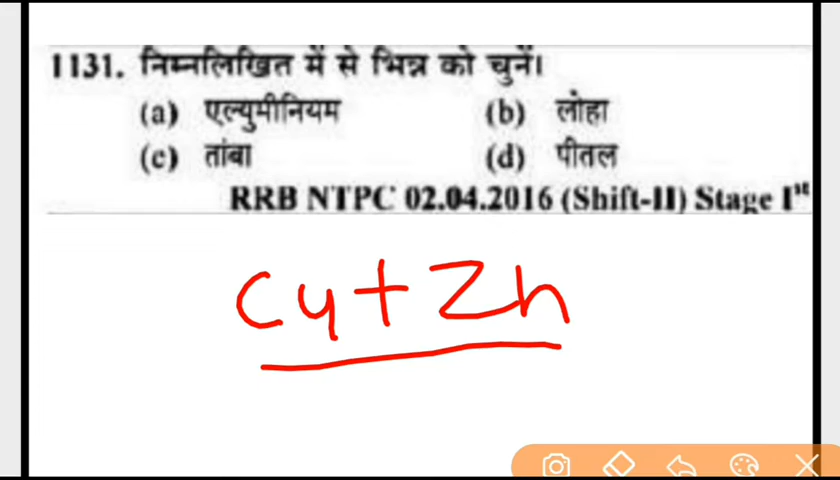 1131. निम्नलिखित में से भिन्न को चुनें।
(a) एल्युमीनियम (b) लोहा
(c) तांबा (d) पीतल
RRB NTPC 02.04.2016 (Shift-II) Stage Ist
Cu+Zn